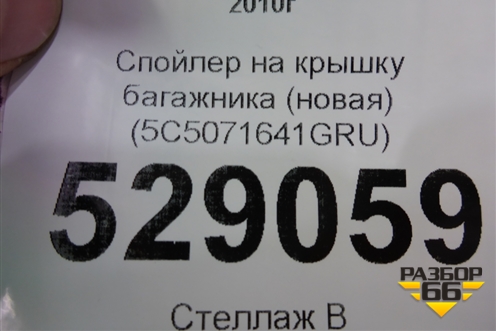 2010г
Спойлер на крышку
багажника (новая)
(5C5071641GRU)
529059
Стеллаж В
РАЗБОР
66